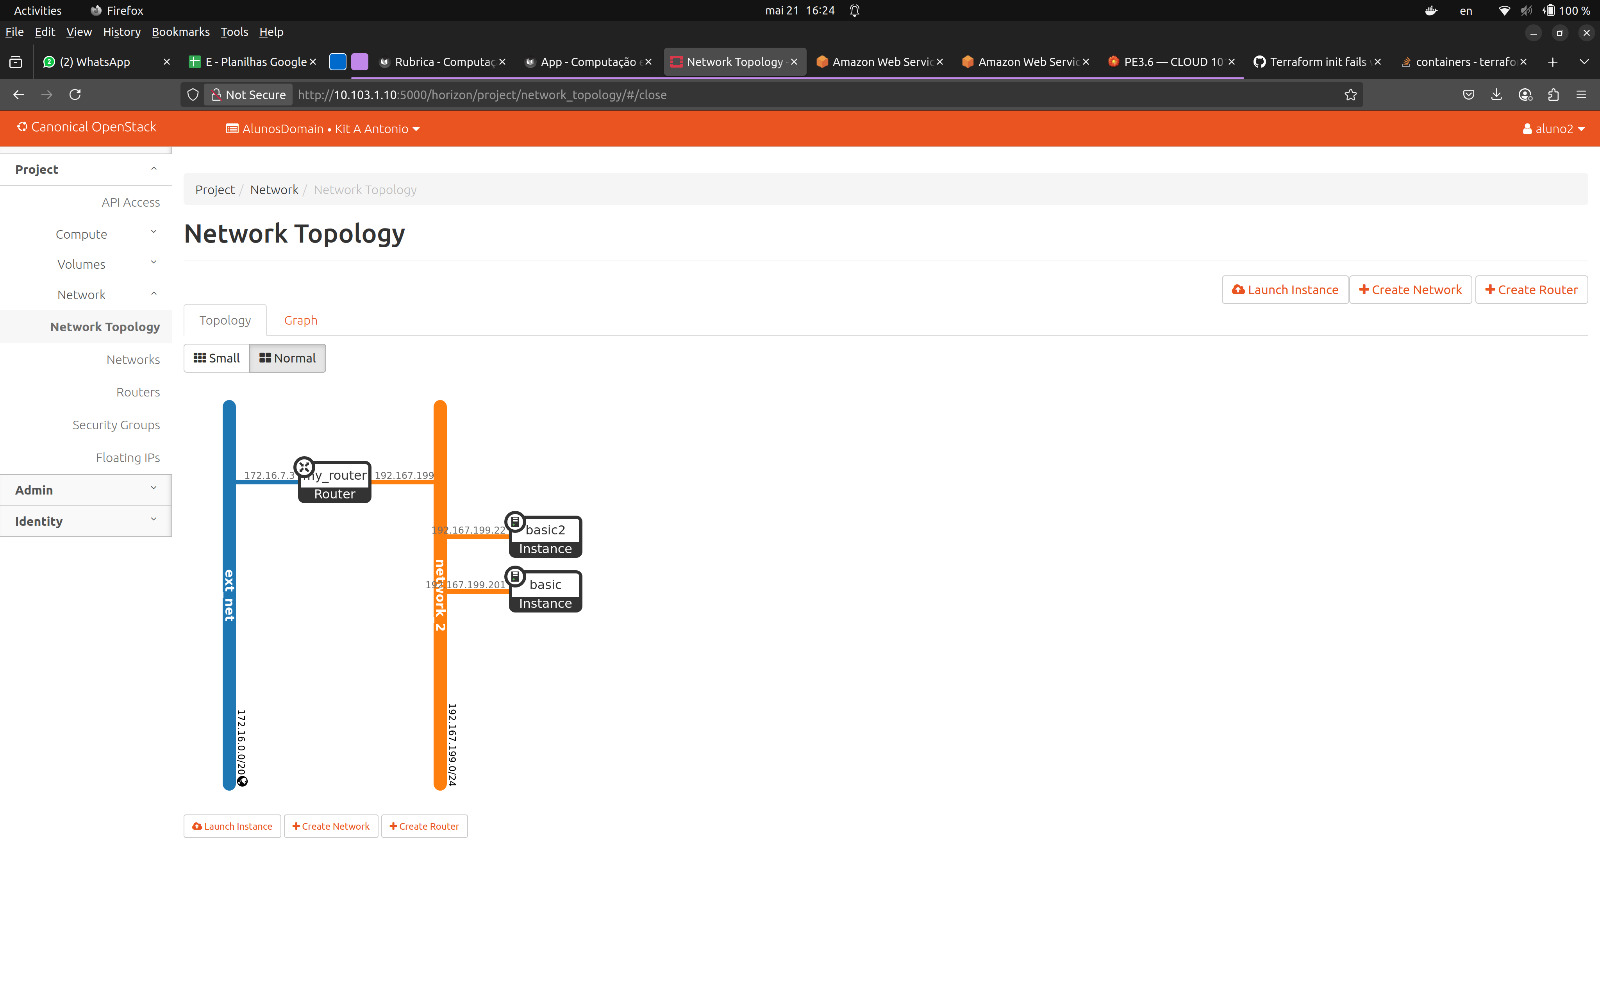 Activities Firefox mai 21 16:24 en 100 %
File Edit View History Bookmarks Tools Help
(2) WhatsApp E - Planilhas Google Rubrica - Computaç App - Computação e Network Topology - Amazon Web Servic Amazon Web Servic PE3.6 — CLOUD 10 Terraform init fails containers - terrafo
Not Secure http://10.103.1.10:5000/horizon/project/network_topology/#/close
Canonical OpenStack AlunosDomain • Kit A Antonio aluno2
Project
API Access
Compute
Volumes
Network
Network Topology
Networks
Routers
Security Groups
Floating IPs
Admin
Identity
Project / Network / Network Topology
Network Topology
Launch Instance + Create Network + Create Router
Topology Graph
Small Normal
172.16.7.3 my_router 192.167.199
Router
192.167.199.22 basic2
Instance
192.167.199.201 basic
Instance
ext_net
network_2
172.16.0.0/20
192.167.199.0/24
Launch Instance + Create Network + Create Router